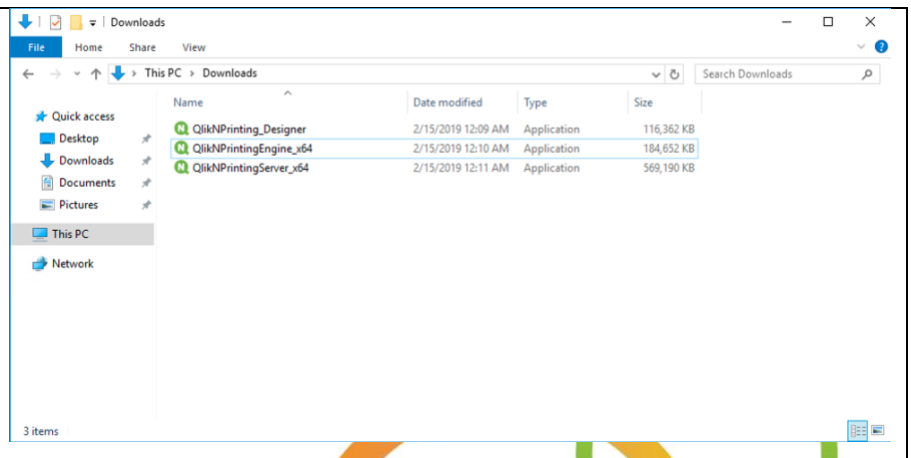 Downloads
File Home Share View
This PC > Downloads
Search Downloads
Name Date modified Type Size
Quick access
Desktop
Downloads
Documents
Pictures
This PC
Network
QlikNPrinting_Designer 2/15/2019 12:09 AM Application 116,362 KB
QlikNPrintingEngine_x64 2/15/2019 12:10 AM Application 184,652 KB
QlikNPrintingServer_x64 2/15/2019 12:11 AM Application 569,190 KB
3 items